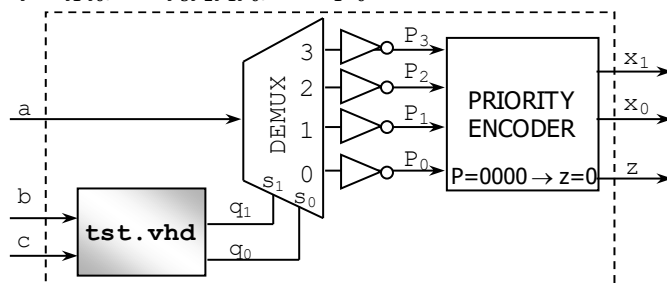 a
b
c
tst.vhd
q1
q0
DEMUX
3
2
1
0
s1
s0
P3
P2
P1
P0
PRIORITY
ENCODER
P=0000 → z=0
x1
x0
z